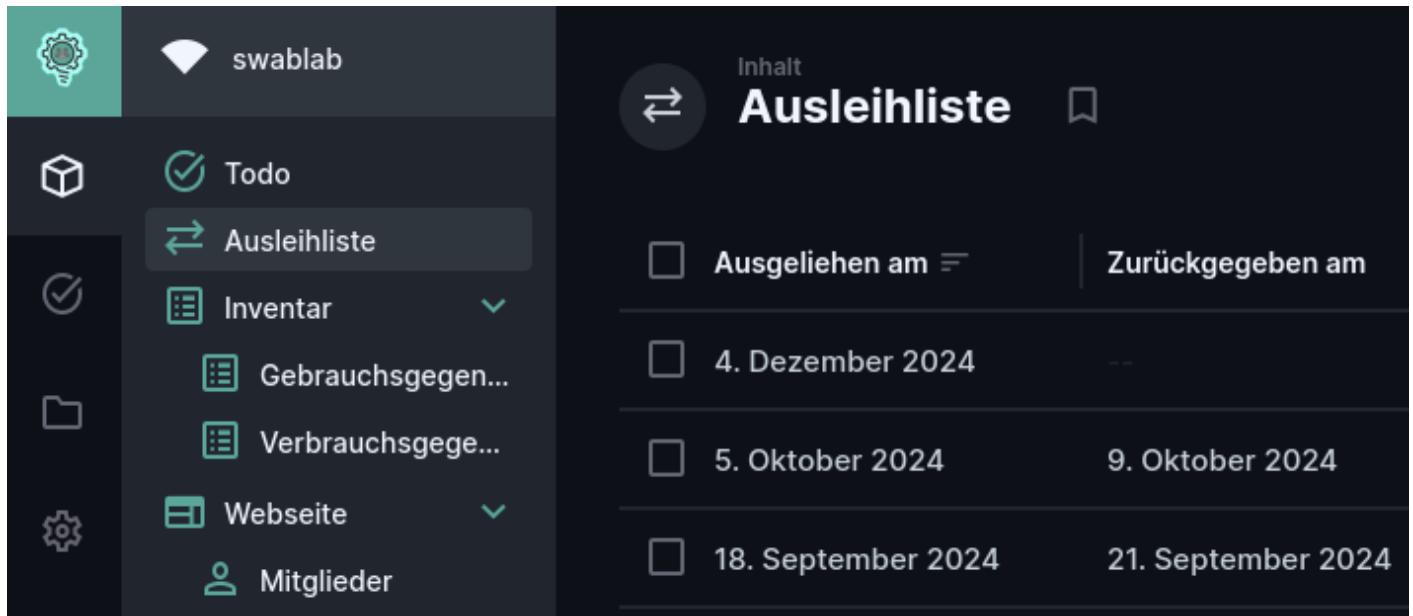 swablab
Todo
Ausleihliste
Inventar
Gebrauchsgegen...
Verbrauchsgege...
Webseite
Mitglieder
Inhalt
Ausleihliste
Ausgeliehen am Zurückgegeben am
4. Dezember 2024 --
5. Oktober 2024 9. Oktober 2024
18. September 2024 21. September 2024